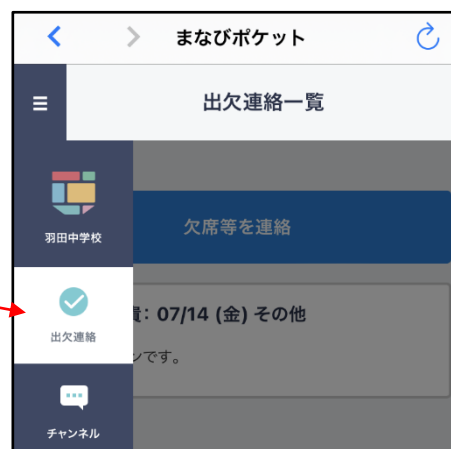 まなびポケット
出欠連絡一覧
羽田中学校
欠席等を連絡
出欠連絡
: 07/14 (金) その他
ンです。
チャンネル